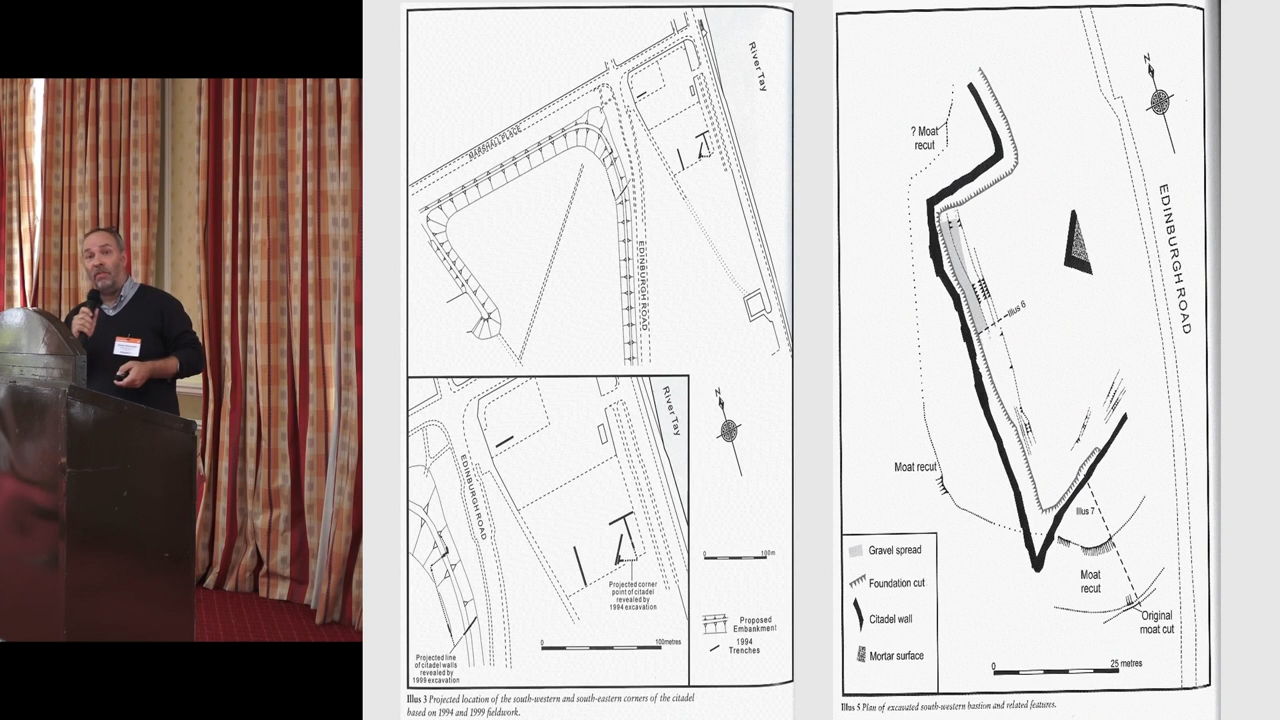 River Tay
MARSHALL PLACE
EDINBURGH ROAD
River Tay
EDINBURGH ROAD
N
0 100m
Projected corner
point of citadel
revealed by
1994 excavation
0 100metres
Projected line
of citadel walls
revealed by
1999 excavation
Proposed
Embankment
1994
Trenches
Illus 3 Projected location of the south-western and south-eastern corners of the citadel
based on 1994 and 1999 fieldwork.
N
? Moat
recut
EDINBURGH ROAD
Illus 6
Moat recut
Illus 7
Moat
recut
Original
moat cut
Gravel spread
Foundation cut
Citadel wall
Mortar surface
0 25 metres
Illus 5 Plan of excavated south-western bastion and related features.